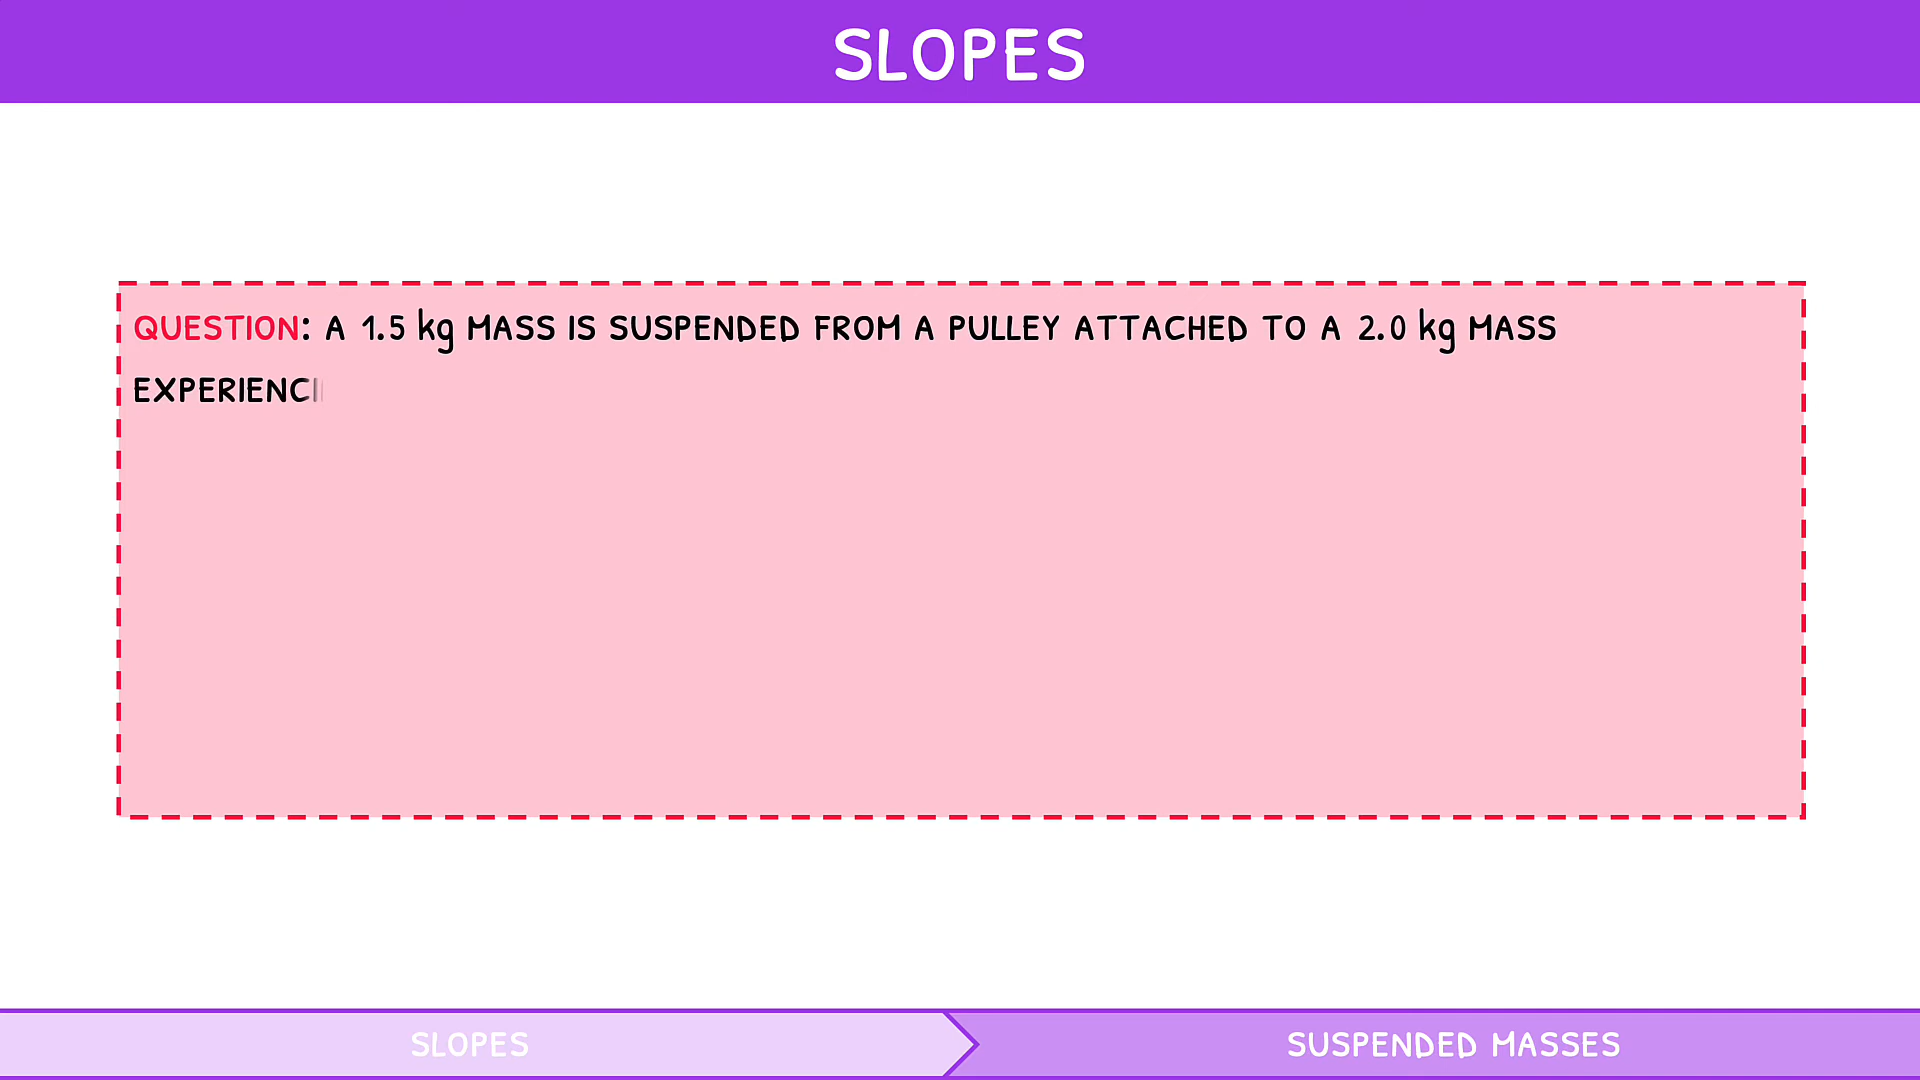 SLOPES
QUESTION: A 1.5 kg MASS IS SUSPENDED FROM A PULLEY ATTACHED TO A 2.0 kg MASS
SLOPES
SUSPENDED MASSES